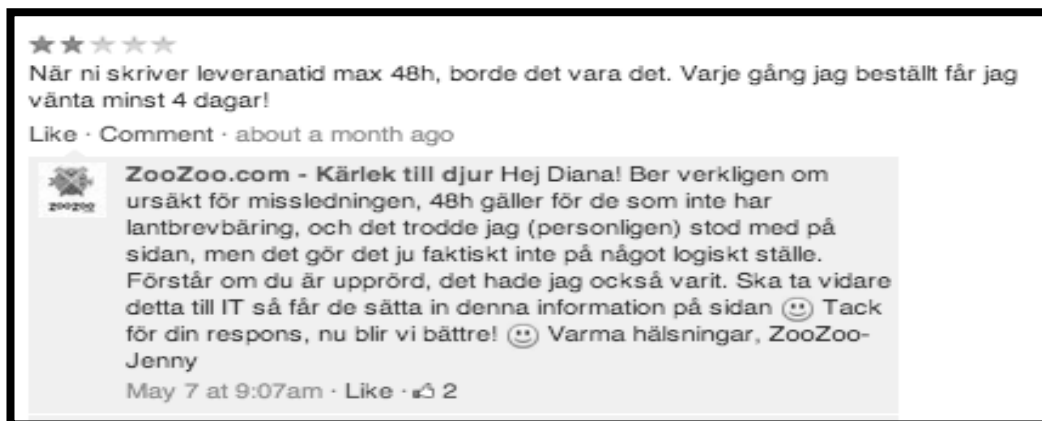 När ni skriver leveranatid max 48h, borde det vara det. Varje gång jag beställt får jag
vänta minst 4 dagar!
Like · Comment · about a month ago
ZooZoo.com - Kärlek till djur Hej Diana! Ber verkligen om
ursäkt för missledningen, 48h gäller för de som inte har
lantbrevbäring, och det trodde jag (personligen) stod med på
sidan, men det gör det ju faktiskt inte på något logiskt ställe.
Förstår om du är upprörd, det hade jag också varit. Ska ta vidare
detta till IT så får de sätta in denna information på sidan Tack
för din respons, nu blir vi bättre! Varma hälsningar, ZooZoo-
Jenny
May 7 at 9:07am · Like · 2
zoozoo